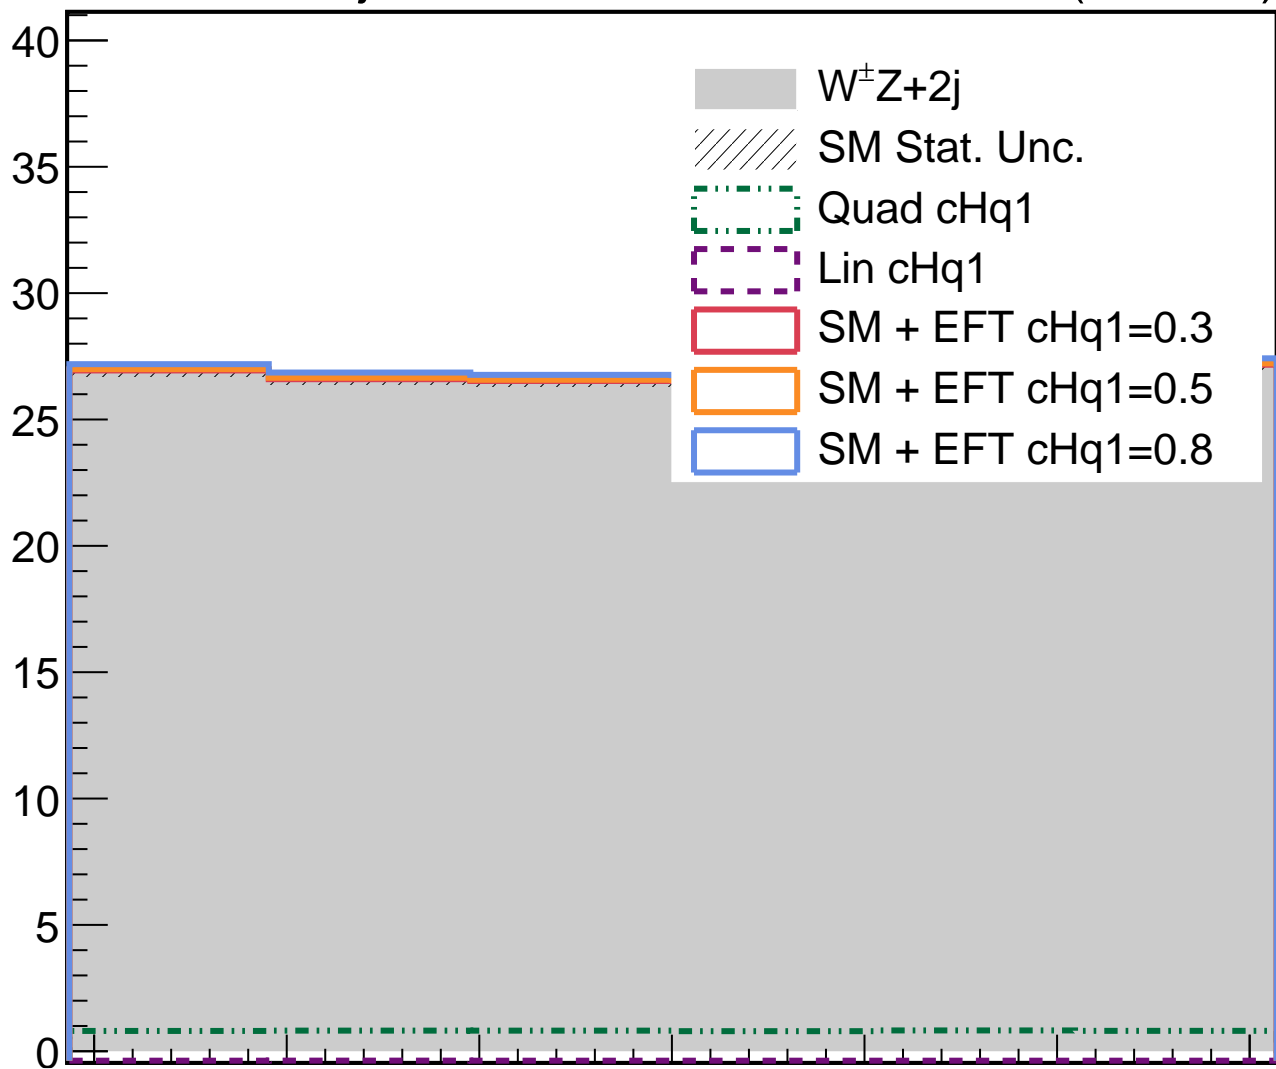 40
35
30
25
20
15
10
5
0
W±Z+2j
SM Stat. Unc.
Quad cHq1
Lin cHq1
SM + EFT cHq1=0.3
SM + EFT cHq1=0.5
SM + EFT cHq1=0.8